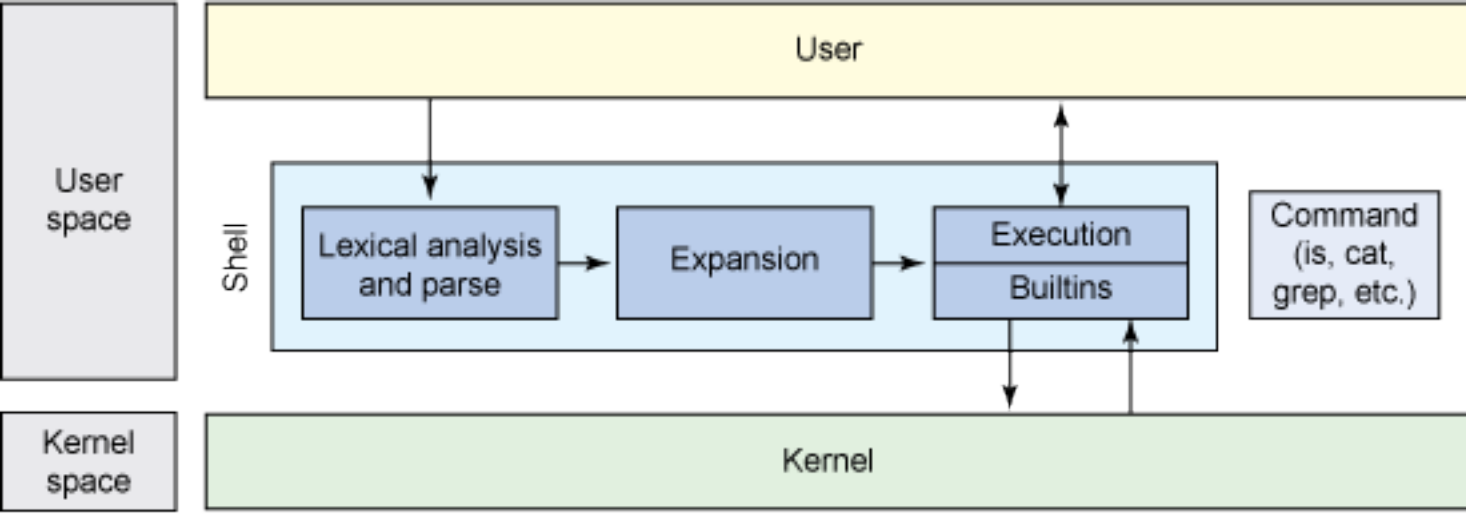 User
User
space
Shell
Lexical analysis
and parse
Expansion
Execution
Builtins
Command
(is, cat,
grep, etc.)
Kernel
space
Kernel